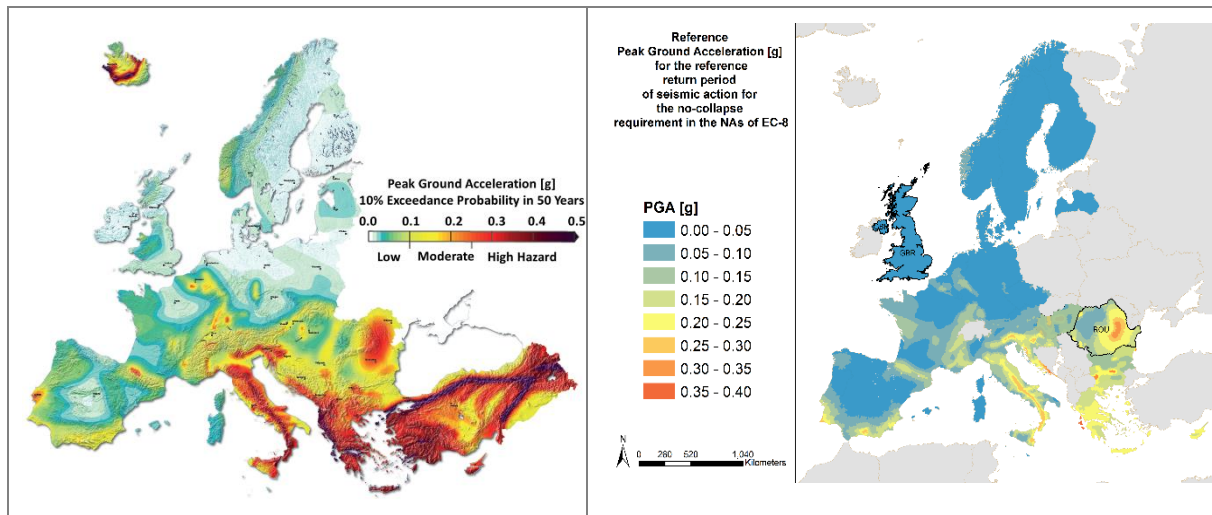 Peak Ground Acceleration [g]
10% Exceedance Probability in 50 Years
0.0 0.1 0.2 0.3 0.4 0.5
Low Moderate High Hazard
Reference
Peak Ground Acceleration [g]
for the reference
return period
of seismic action for
the no-collapse
requirement in the NAs of EC-8
PGA [g]
0.00 - 0.05
0.05 - 0.10
0.10 - 0.15
0.15 - 0.20
0.20 - 0.25
0.25 - 0.30
0.30 - 0.35
0.35 - 0.40
GBR
ROU
N
0 260 520 1,040
Kilometers